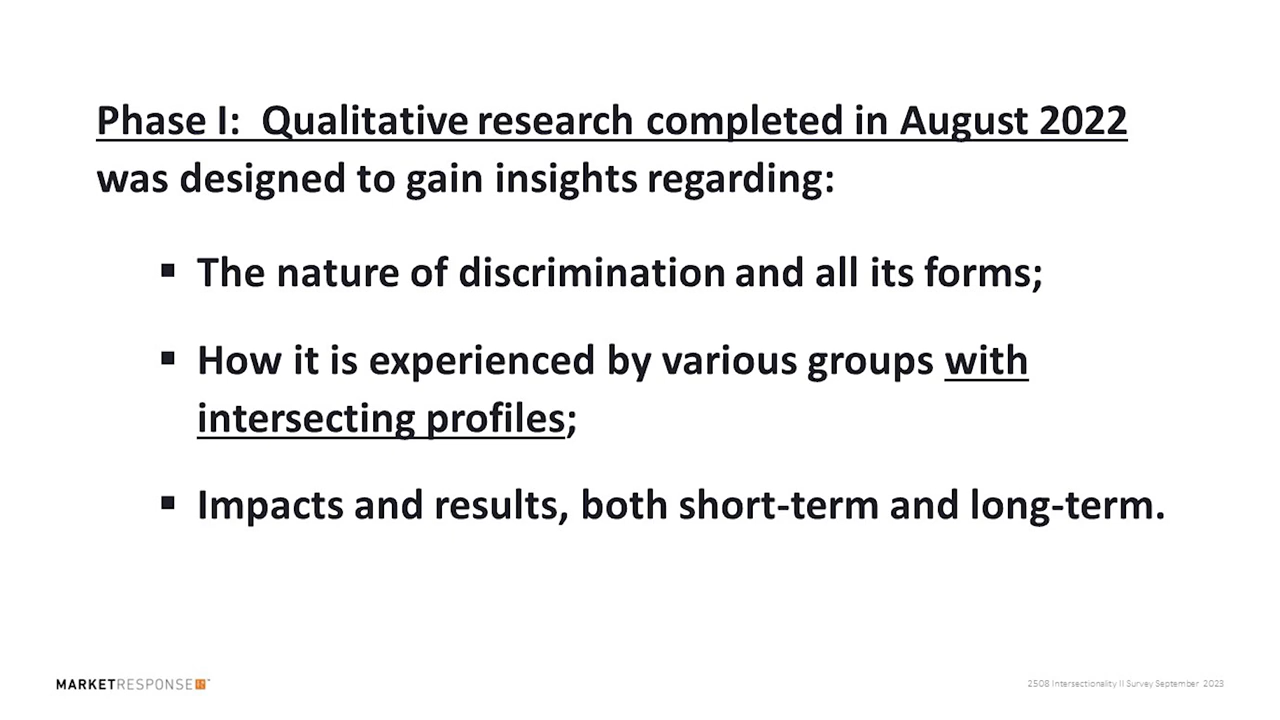 Phase I:  Qualitative research completed in August 2022
was designed to gain insights regarding:
▪ The nature of discrimination and all its forms;
▪ How it is experienced by various groups with
intersecting profiles;
▪ Impacts and results, both short-term and long-term.
MARKETRESPONSE
2508 Intersectionality II Survey September 2023